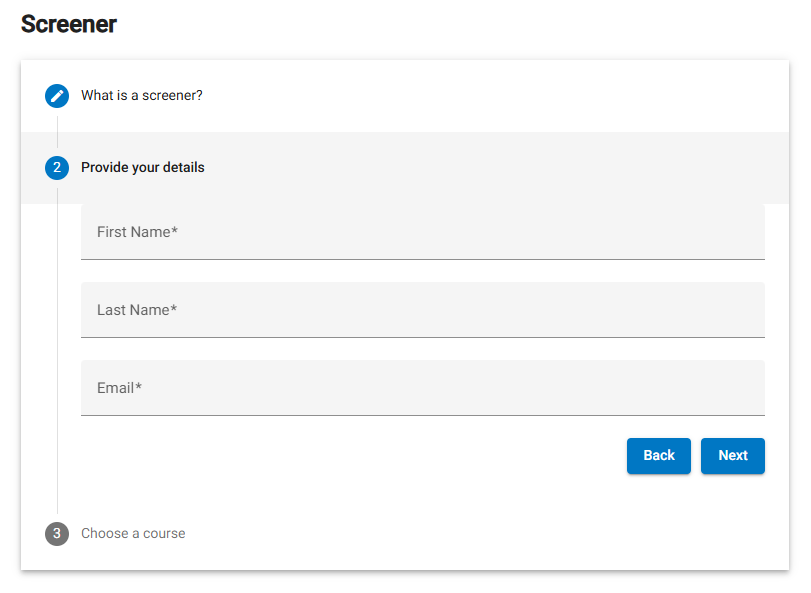 Screener
What is a screener?
2 Provide your details
First Name*
Last Name*
Email*
Back Next
3 Choose a course